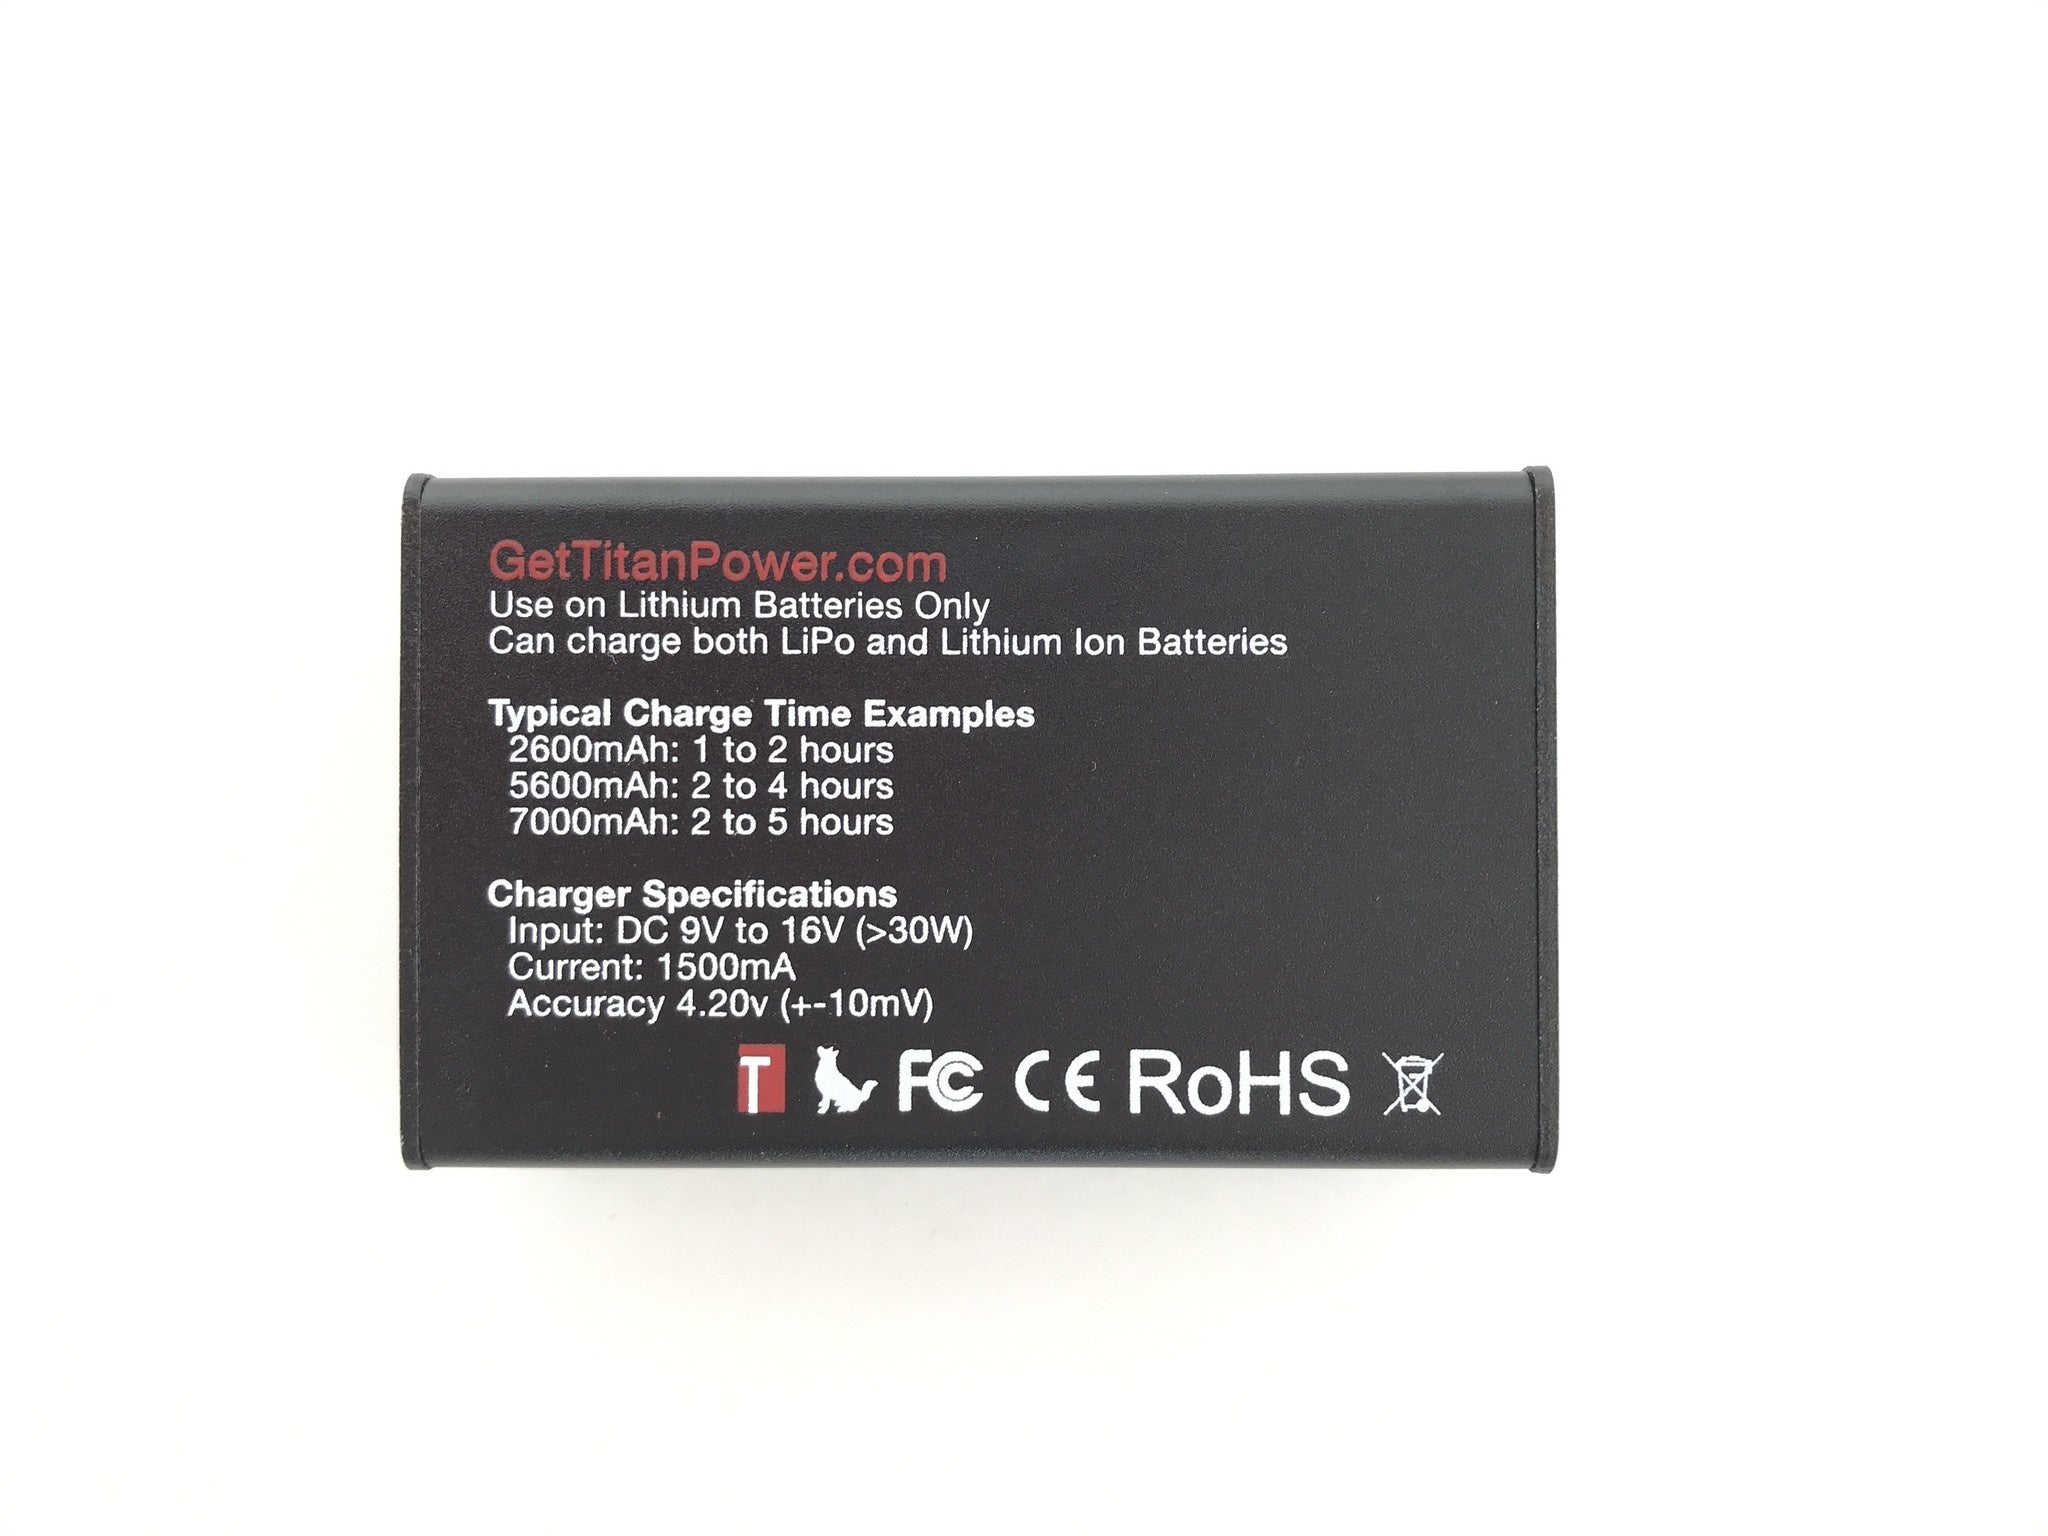 GetTitanPower.com
Use on Lithium Batteries Only
Can charge both LiPo and Lithium Ion Batteries
Typical Charge Time Examples
2600mAh: 1 to 2 hours
5600mAh: 2 to 4 hours
7000mAh: 2 to 5 hours
Charger Specifications
Input: DC 9V to 16V (>30W)
Current: 1500mA
Accuracy 4.20v (+-10mV)
T FC CE RoHS